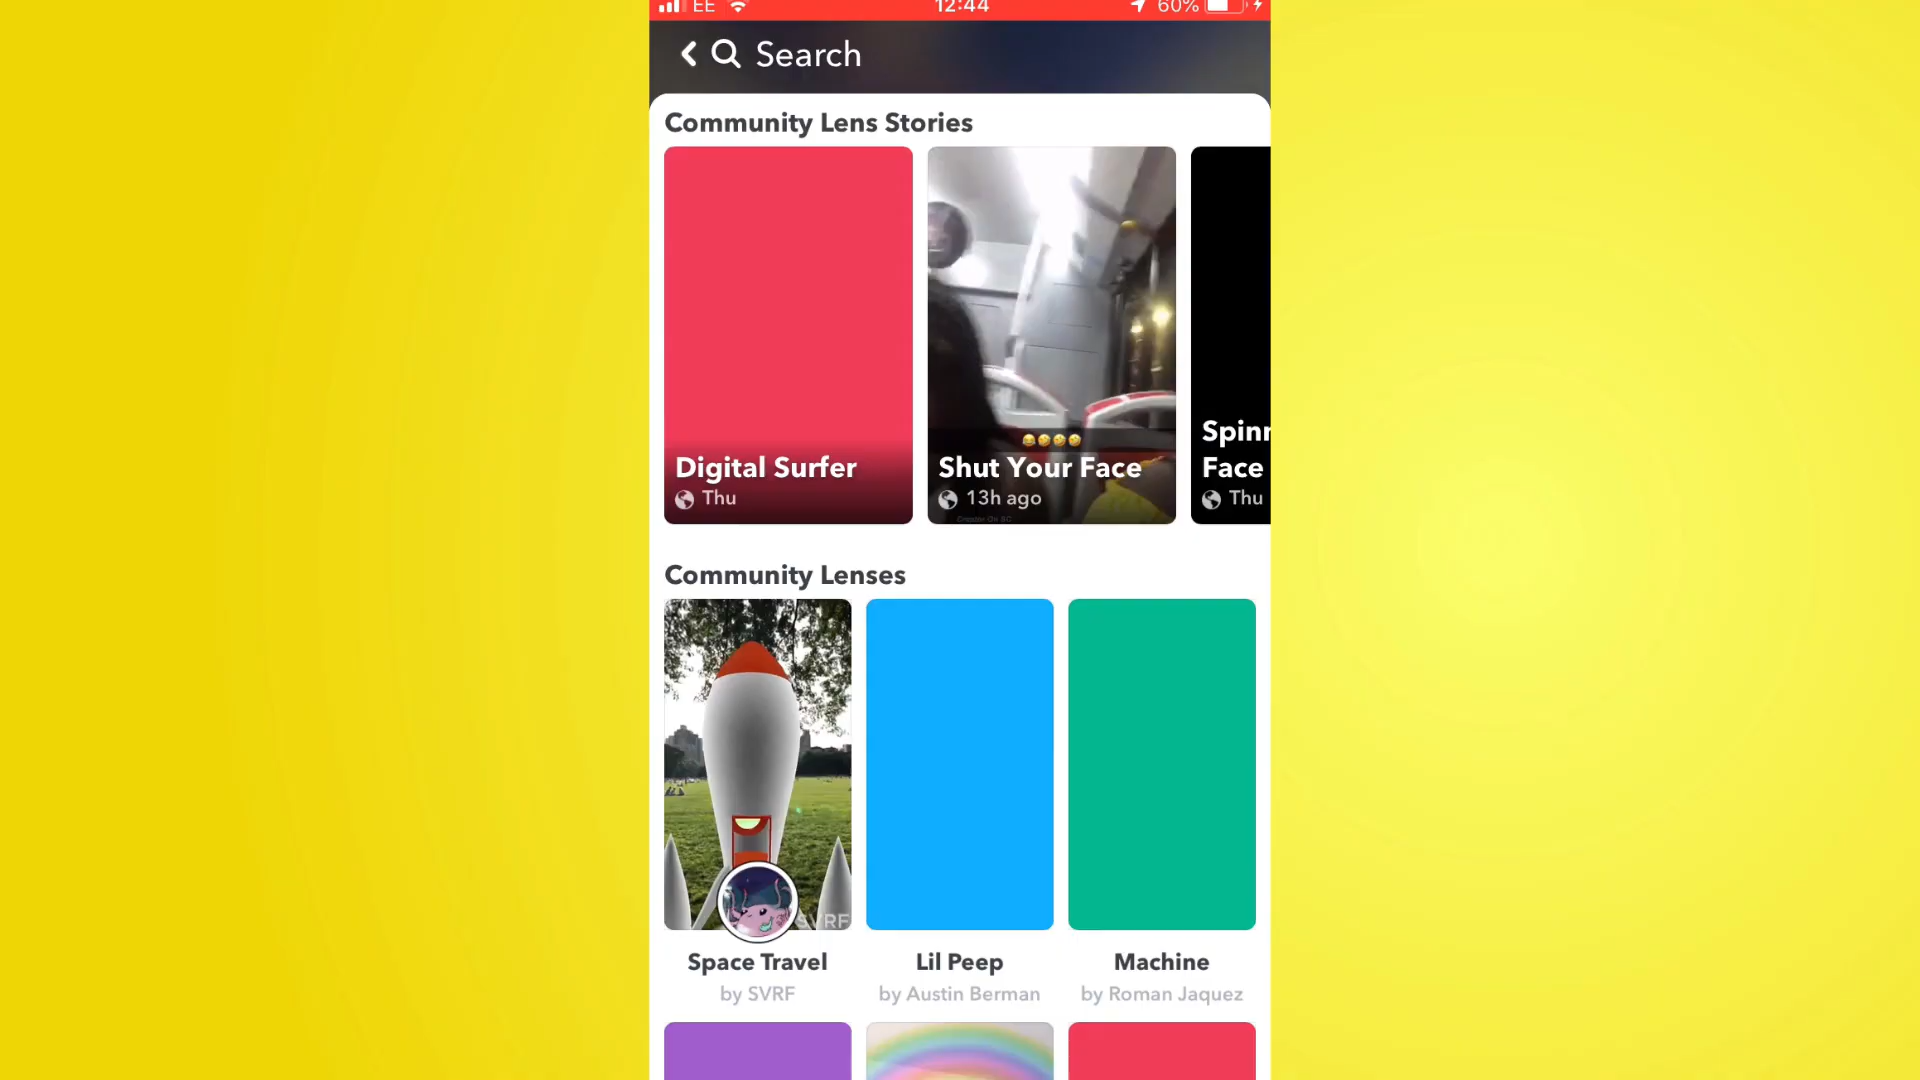 EE 12:44 60%
Search
Community Lens Stories
Digital Surfer
Thu
Shut Your Face
13h ago
Face
Thu
Community Lenses
SVRF
Space Travel
by SVRF
Lil Peep
by Austin Berman
Machine
by Roman Jaquez